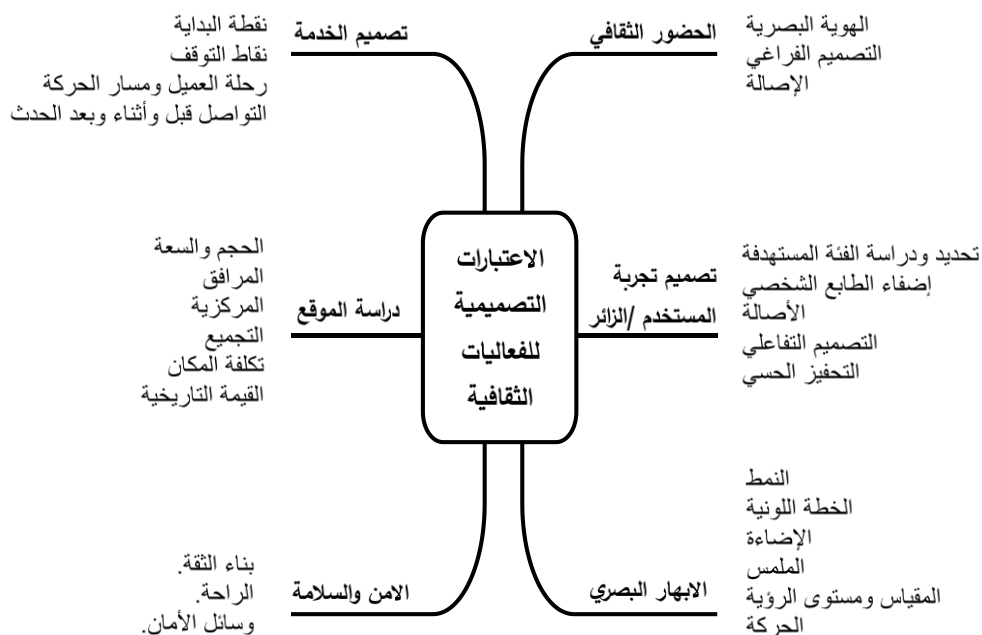 الحضور الثقافي
الهوية البصرية
التصميم الفراغي
الإصالة
تصميم الخدمة
نقطة البداية
نقاط التوقف
رحلة العميل ومسار الحركة
التواصل قبل وأثناء وبعد الحدث
الاعتبارات
التصميمية
للفعاليات
الثقافية
تصميم تجربة
المستخدم /الزائر
تحديد ودراسة الفئة المستهدفة
إضفاء الطابع الشخصي
الأصالة
التصميم التفاعلي
التحفيز الحسي
دراسة الموقع
الحجم والسعة
المرافق
المركزية
التجميع
تكلفة المكان
القيمة التاريخية
الابهار البصري
النمط
الخطة اللونية
الإضاءة
الملمس
المقياس ومستوى الرؤية
الحركة
الامن والسلامة
بناء الثقة.
الراحة.
وسائل الأمان.